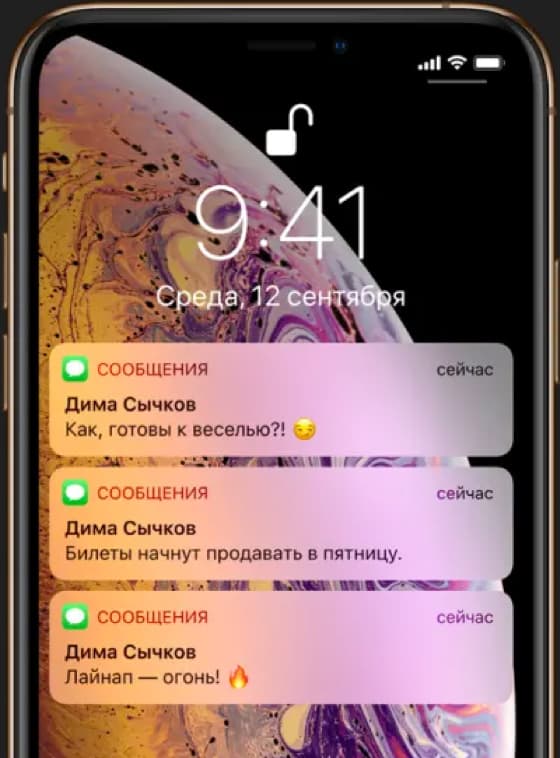 9:41
Среда, 12 сентября
СООБЩЕНИЯ сейчас
Дима Сычков
Как, готовы к веселью?! 😏
СООБЩЕНИЯ сейчас
Дима Сычков
Билеты начнут продавать в пятницу.
СООБЩЕНИЯ сейчас
Дима Сычков
Лайнап — огонь! 🔥